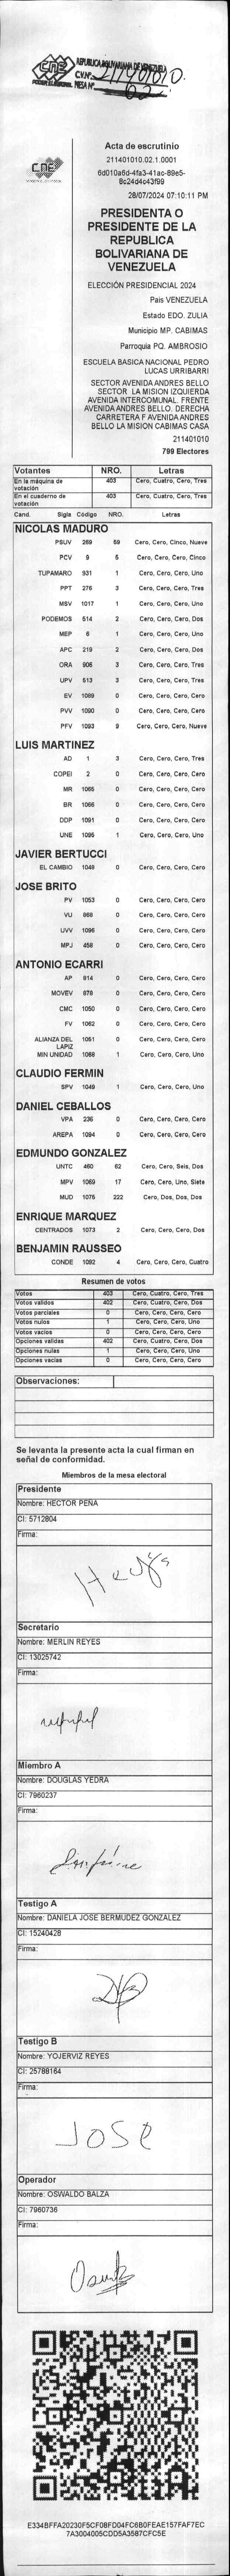 CNE
PODER ELECTORAL
REPUBLICA BOLIVARIANA DE VENEZUELA
C.V.Nº 211401010.
MESA Nº 02
CNE
Acta de escrutinio
211401010.02.1.0001
6d010a6d-4fa3-41ac-89e5-
8c24d4c43f99
28/07/2024 07:10:11 PM
PRESIDENTA O
PRESIDENTE DE LA
REPUBLICA
BOLIVARIANA DE
VENEZUELA
ELECCIÓN PRESIDENCIAL 2024
País VENEZUELA
Estado EDO. ZULIA
Municipio MP. CABIMAS
Parroquia PQ. AMBROSIO
ESCUELA BASICA NACIONAL PEDRO
LUCAS URRIBARRI
SECTOR AVENIDA ANDRES BELLO
SECTOR LA MISION IZQUIERDA
AVENIDA INTERCOMUNAL. FRENTE
AVENIDA ANDRES BELLO. DERECHA
CARRETERA F AVENIDA ANDRES
BELLO LA MISION CABIMAS CASA
211401010
799 Electores
Votantes NRO. Letras
En la máquina de votación 403 Cero, Cuatro, Cero, Tres
En el cuaderno de votación 403 Cero, Cuatro, Cero, Tres
Cand. Sigla Código NRO. Letras
NICOLAS MADURO
PSUV 269 59 Cero, Cero, Cinco, Nueve
PCV 9 5 Cero, Cero, Cero, Cinco
TUPAMARO 931 1 Cero, Cero, Cero, Uno
PPT 276 3 Cero, Cero, Cero, Tres
MSV 1017 1 Cero, Cero, Cero, Uno
PODEMOS 514 2 Cero, Cero, Cero, Dos
MEP 6 1 Cero, Cero, Cero, Uno
APC 219 2 Cero, Cero, Cero, Dos
ORA 906 3 Cero, Cero, Cero, Tres
UPV 513 3 Cero, Cero, Cero, Tres
EV 1089 0 Cero, Cero, Cero, Cero
PVV 1090 0 Cero, Cero, Cero, Cero
PFV 1093 9 Cero, Cero, Cero, Nueve
LUIS MARTINEZ
AD 1 3 Cero, Cero, Cero, Tres
COPEI 2 0 Cero, Cero, Cero, Cero
MR 1065 0 Cero, Cero, Cero, Cero
BR 1066 0 Cero, Cero, Cero, Cero
DDP 1091 0 Cero, Cero, Cero, Cero
UNE 1095 1 Cero, Cero, Cero, Uno
JAVIER BERTUCCI
EL CAMBIO 1048 0 Cero, Cero, Cero, Cero
JOSE BRITO
PV 1053 0 Cero, Cero, Cero, Cero
VU 868 0 Cero, Cero, Cero, Cero
UVV 1096 0 Cero, Cero, Cero, Cero
MPJ 458 0 Cero, Cero, Cero, Cero
ANTONIO ECARRI
AP 814 0 Cero, Cero, Cero, Cero
MOVEV 879 0 Cero, Cero, Cero, Cero
CMC 1050 0 Cero, Cero, Cero, Cero
FV 1062 0 Cero, Cero, Cero, Cero
ALIANZA DEL LAPIZ 1051 0 Cero, Cero, Cero, Cero
MIN UNIDAD 1068 1 Cero, Cero, Cero, Uno
CLAUDIO FERMIN
SPV 1049 1 Cero, Cero, Cero, Uno
DANIEL CEBALLOS
VPA 236 0 Cero, Cero, Cero, Cero
AREPA 1094 0 Cero, Cero, Cero, Cero
EDMUNDO GONZALEZ
UNTC 460 62 Cero, Cero, Seis, Dos
MPV 1069 17 Cero, Cero, Uno, Siete
MUD 1075 222 Cero, Dos, Dos, Dos
ENRIQUE MARQUEZ
CENTRADOS 1073 2 Cero, Cero, Cero, Dos
BENJAMIN RAUSSEO
CONDE 1092 4 Cero, Cero, Cero, Cuatro
Resumen de votos
Votos 403 Cero, Cuatro, Cero, Tres
Votos validos 402 Cero, Cuatro, Cero, Dos
Votos parciales 0 Cero, Cero, Cero, Cero
Votos nulos 1 Cero, Cero, Cero, Uno
Votos vacios 0 Cero, Cero, Cero, Cero
Opciones validas 402 Cero, Cuatro, Cero, Dos
Opciones nulas 1 Cero, Cero, Cero, Uno
Opciones vacias 0 Cero, Cero, Cero, Cero
Observaciones:
Se levanta la presente acta la cual firman en
señal de conformidad.
Miembros de la mesa electoral
Presidente
Nombre: HECTOR PEÑA
CI: 5712804
Firma:
Secretario
Nombre: MERLIN REYES
CI: 13025742
Firma:
Miembro A
Nombre: DOUGLAS YEDRA
CI: 7960237
Firma:
Testigo A
Nombre: DANIELA JOSE BERMUDEZ GONZALEZ
CI: 15240428
Firma:
Testigo B
Nombre: YOJERVIZ REYES
CI: 25788164
Firma:
JOSE
Operador
Nombre: OSWALDO BALZA
CI: 7960736
Firma:
E334BFFA20230F5CF08FD04FC6B0FEAE157FAF7EC
7A3004005CDD5A3587CFC5E